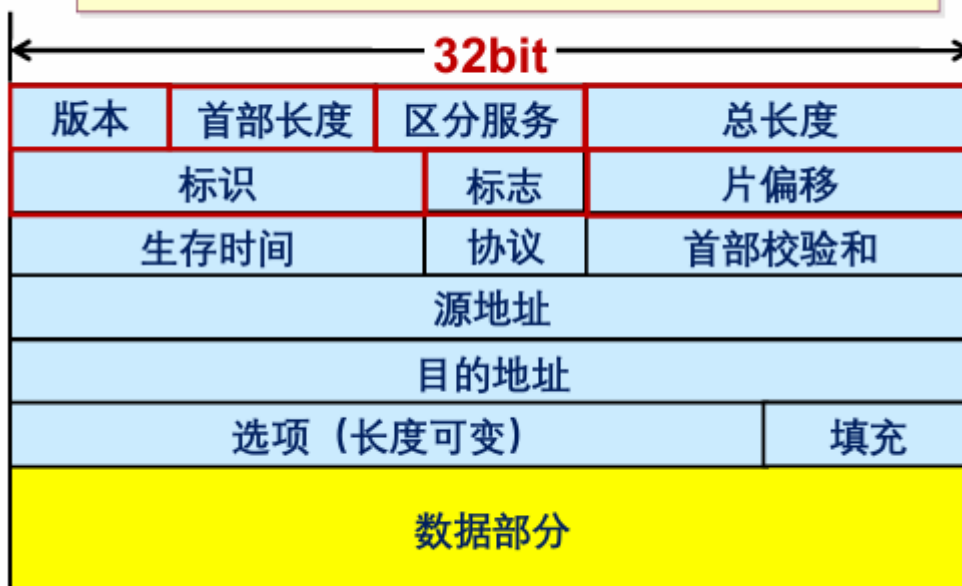 32bit
版本 首部长度 区分服务 总长度
标识 标志 片偏移
生存时间 协议 首部校验和
源地址
目的地址
选项（长度可变） 填充
数据部分